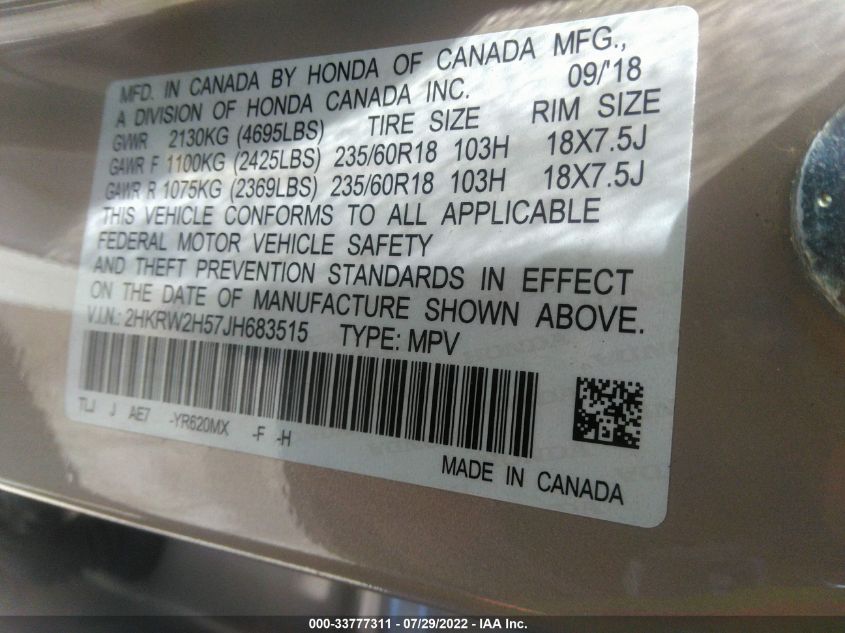 MFD. IN CANADA BY HONDA OF CANADA MFG.,
A DIVISION OF HONDA CANADA INC. 09/'18
GVWR 2130KG (4695LBS) TIRE SIZE RIM SIZE
GAWR F 1100KG (2425LBS) 235/60R18 103H 18X7.5J
GAWR R 1075KG (2369LBS) 235/60R18 103H 18X7.5J
THIS VEHICLE CONFORMS TO ALL APPLICABLE
FEDERAL MOTOR VEHICLE SAFETY
AND THEFT PREVENTION STANDARDS IN EFFECT
ON THE DATE OF MANUFACTURE SHOWN ABOVE.
V.I.N.: 2HKRW2H57JH683515 TYPE: MPV
TLJ J AE7 -YR620MX -F -H
MADE IN CANADA
000-33777311 - 07/29/2022 - IAA Inc.